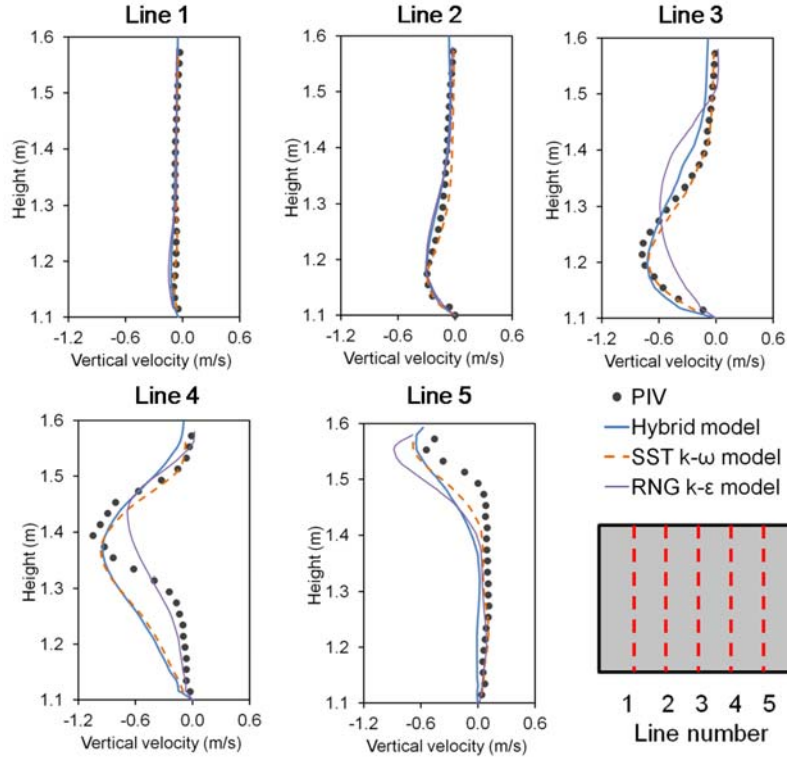 Line 1
Line 2
Line 3
1.6
1.5
1.4
1.3
1.2
1.1
Height (m)
-1.2 -0.6 0.0 0.6
Vertical velocity (m/s)
1.6
1.5
1.4
1.3
1.2
1.1
Height (m)
-1.2 -0.6 0.0 0.6
Vertical velocity (m/s)
1.6
1.5
1.4
1.3
1.2
1.1
Height (m)
-1.2 -0.6 0.0 0.6
Vertical velocity (m/s)
Line 4
Line 5
1.6
1.5
1.4
1.3
1.2
1.1
Height (m)
-1.2 -0.6 0.0 0.6
Vertical velocity (m/s)
1.6
1.5
1.4
1.3
1.2
1.1
Height (m)
-1.2 -0.6 0.0 0.6
Vertical velocity (m/s)
PIV
Hybrid model
SST k-ω model
RNG k-ε model
1 2 3 4 5
Line number